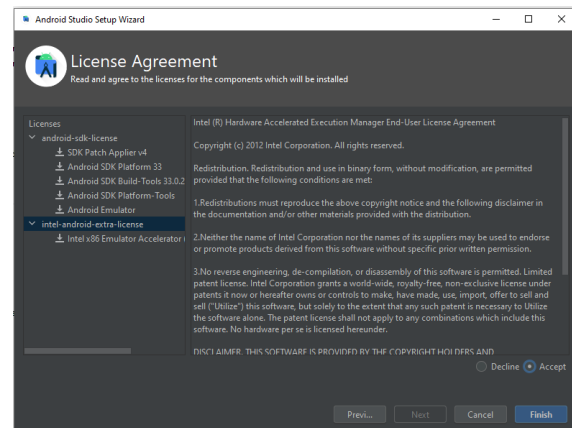 Android Studio Setup Wizard
License Agreement
Read and agree to the licenses for the components which will be installed
Licenses
android-sdk-license
SDK Patch Applier v4
Android SDK Platform 33
Android SDK Build-Tools 33.0.2
Android SDK Platform-Tools
Android Emulator
intel-android-extra-license
Intel x86 Emulator Accelerator
Intel (R) Hardware Accelerated Execution Manager End-User License Agreement
Copyright (c) 2012 Intel Corporation. All rights reserved.
Redistribution. Redistribution and use in binary form, without modification, are permitted
provided that the following conditions are met:
1.Redistributions must reproduce the above copyright notice and the following disclaimer in
the documentation and/or other materials provided with the distribution.
2.Neither the name of Intel Corporation nor the names of its suppliers may be used to endorse
or promote products derived from this software without specific prior written permission.
3.No reverse engineering, de-compilation, or disassembly of this software is permitted. Limited
patent license. Intel Corporation grants a world-wide, royalty-free, non-exclusive license under
patents it now or hereafter owns or controls to make, have made, use, import, offer to sell and
sell ("Utilize") this software, but solely to the extent that any such patent is necessary to Utilize
the software alone. The patent license shall not apply to any combinations which include this
software. No hardware per se is licensed hereunder.
DISCLAIMER. THIS SOFTWARE IS PROVIDED BY THE COPYRIGHT HOLDERS AND
Decline Accept
Previ... Next Cancel Finish